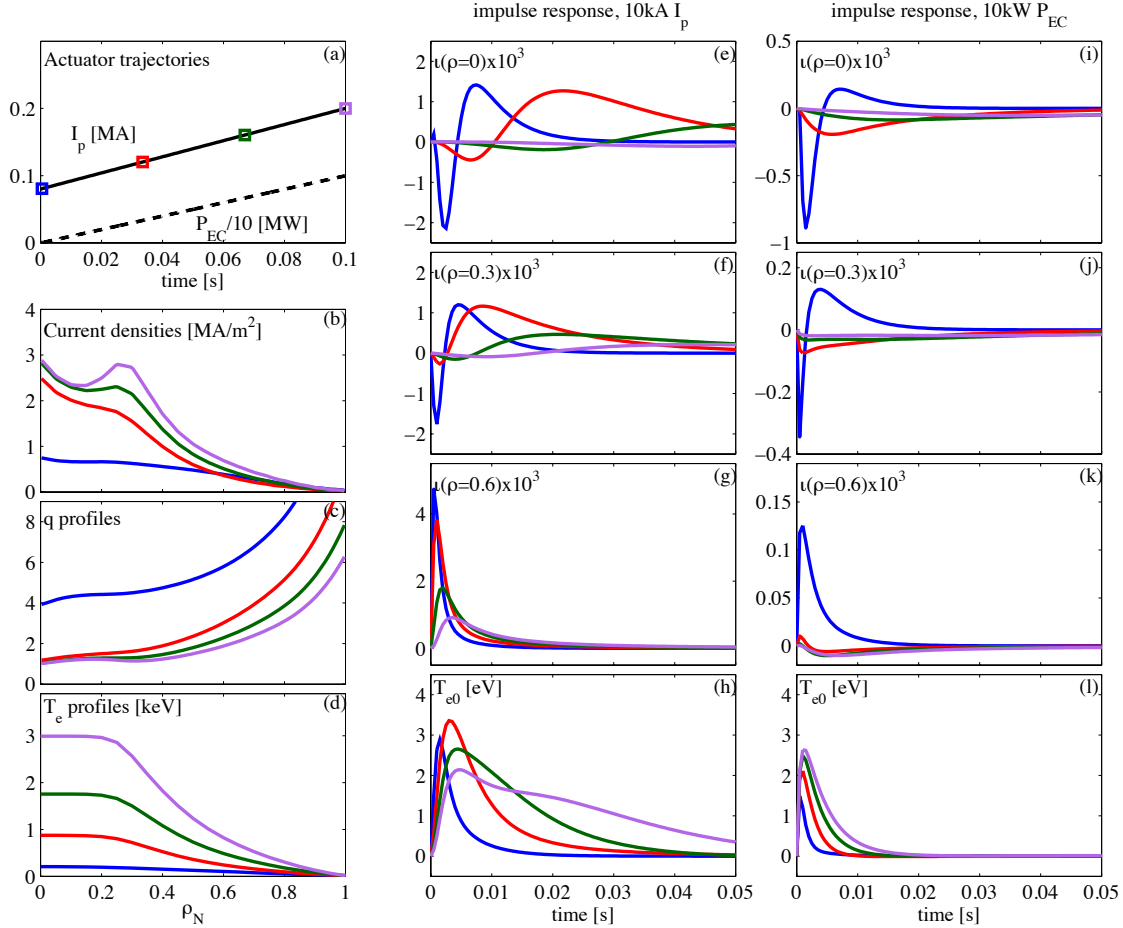 impulse response, 10kA I_p
impulse response, 10kW P_EC
(a)
Actuator trajectories
I_p [MA]
P_EC/10 [MW]
0.2
0.1
0
0 0.02 0.04 0.06 0.08 0.1
time [s]
(b)
Current densities [MA/m²]
4
3
2
1
0
(c)
q profiles
8
6
4
2
0
(d)
T_e profiles [keV]
3
2
1
0
0 0.2 0.4 0.6 0.8 1
ρ_N
(e)
ι(ρ=0)x10³
2
1
0
−1
−2
(f)
ι(ρ=0.3)x10³
2
1
0
−1
−2
(g)
ι(ρ=0.6)x10³
4
2
0
(h)
T_e0 [eV]
4
3
2
1
0
0 0.01 0.02 0.03 0.04 0.05
time [s]
(i)
ι(ρ=0)x10³
0.5
0
−0.5
−1
(j)
ι(ρ=0.3)x10³
0.2
0
−0.2
−0.4
(k)
ι(ρ=0.6)x10³
0.15
0.1
0.05
0
(l)
T_e0 [eV]
4
3
2
1
0
0 0.01 0.02 0.03 0.04 0.05
time [s]